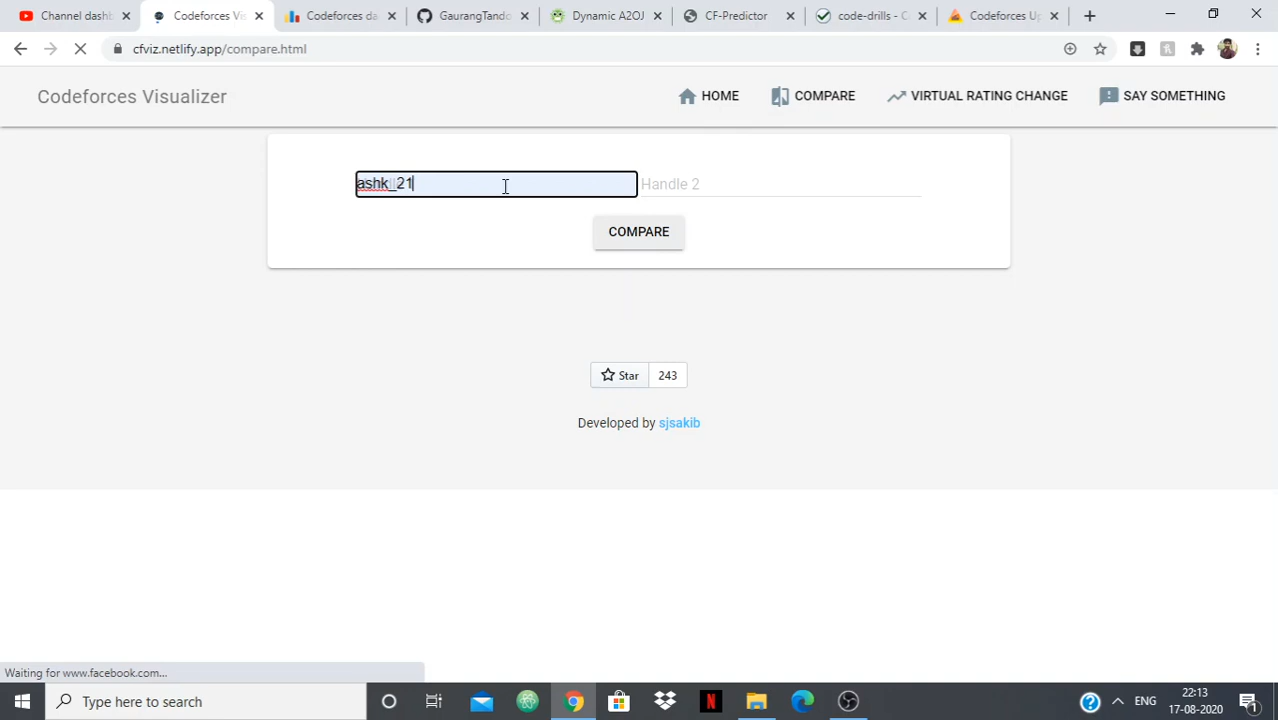 Channel dashb
Codeforces Vis
Codeforces da
GaurangTando
Dynamic A2OJ
CF-Predictor
code-drills - C
Codeforces Up
cfviz.netlify.app/compare.html
Codeforces Visualizer
HOME
COMPARE
VIRTUAL RATING CHANGE
SAY SOMETHING
ashk_21
Handle 2
COMPARE
Star 243
Developed by sjsakib
Waiting for www.facebook.com...
Type here to search
ENG
22:13
17-08-2020